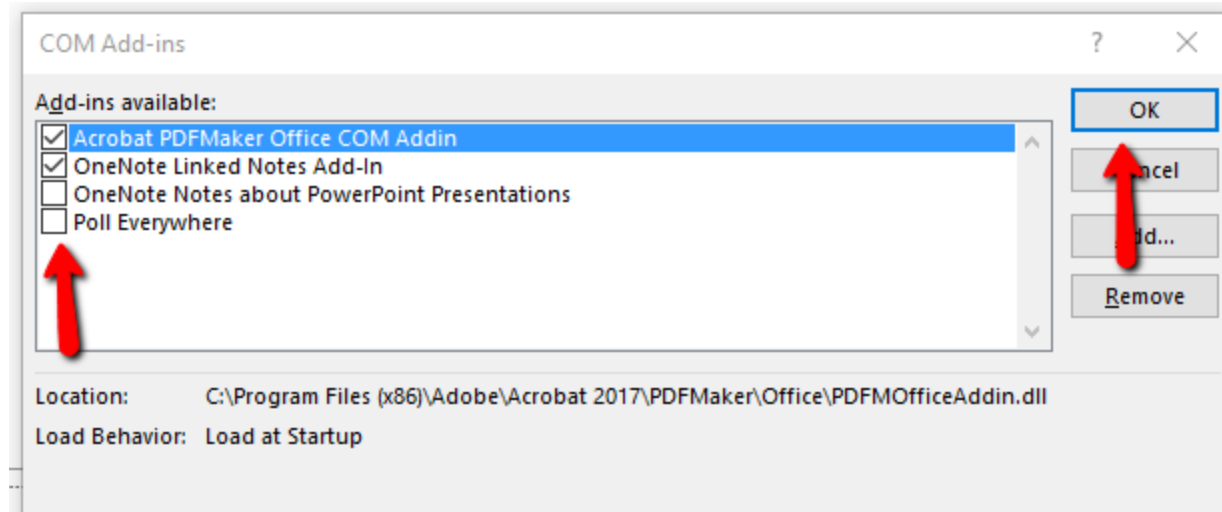 COM Add-ins
?
Add-ins available:
OK
Acrobat PDFMaker Office COM Addin
OneNote Linked Notes Add-In
OneNote Notes about PowerPoint Presentations
Poll Everywhere
Remove
Location: C:\Program Files (x86)\Adobe\Acrobat 2017\PDFMaker\Office\PDFMOfficeAddin.dll
Load Behavior: Load at Startup